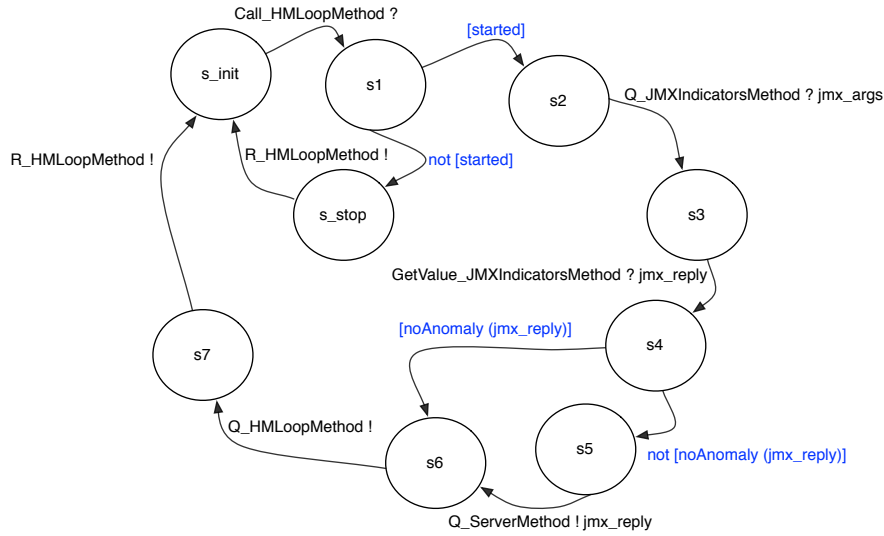 Call_HMLoopMethod ?
[started]
s_init
s1
s2
Q_JMXIndicatorsMethod ? jmx_args
R_HMLoopMethod !
R_HMLoopMethod !
not [started]
s_stop
s3
GetValue_JMXIndicatorsMethod ? jmx_reply
[noAnomaly (jmx_reply)]
s4
s7
Q_HMLoopMethod !
s6
s5
not [noAnomaly (jmx_reply)]
Q_ServerMethod ! jmx_reply